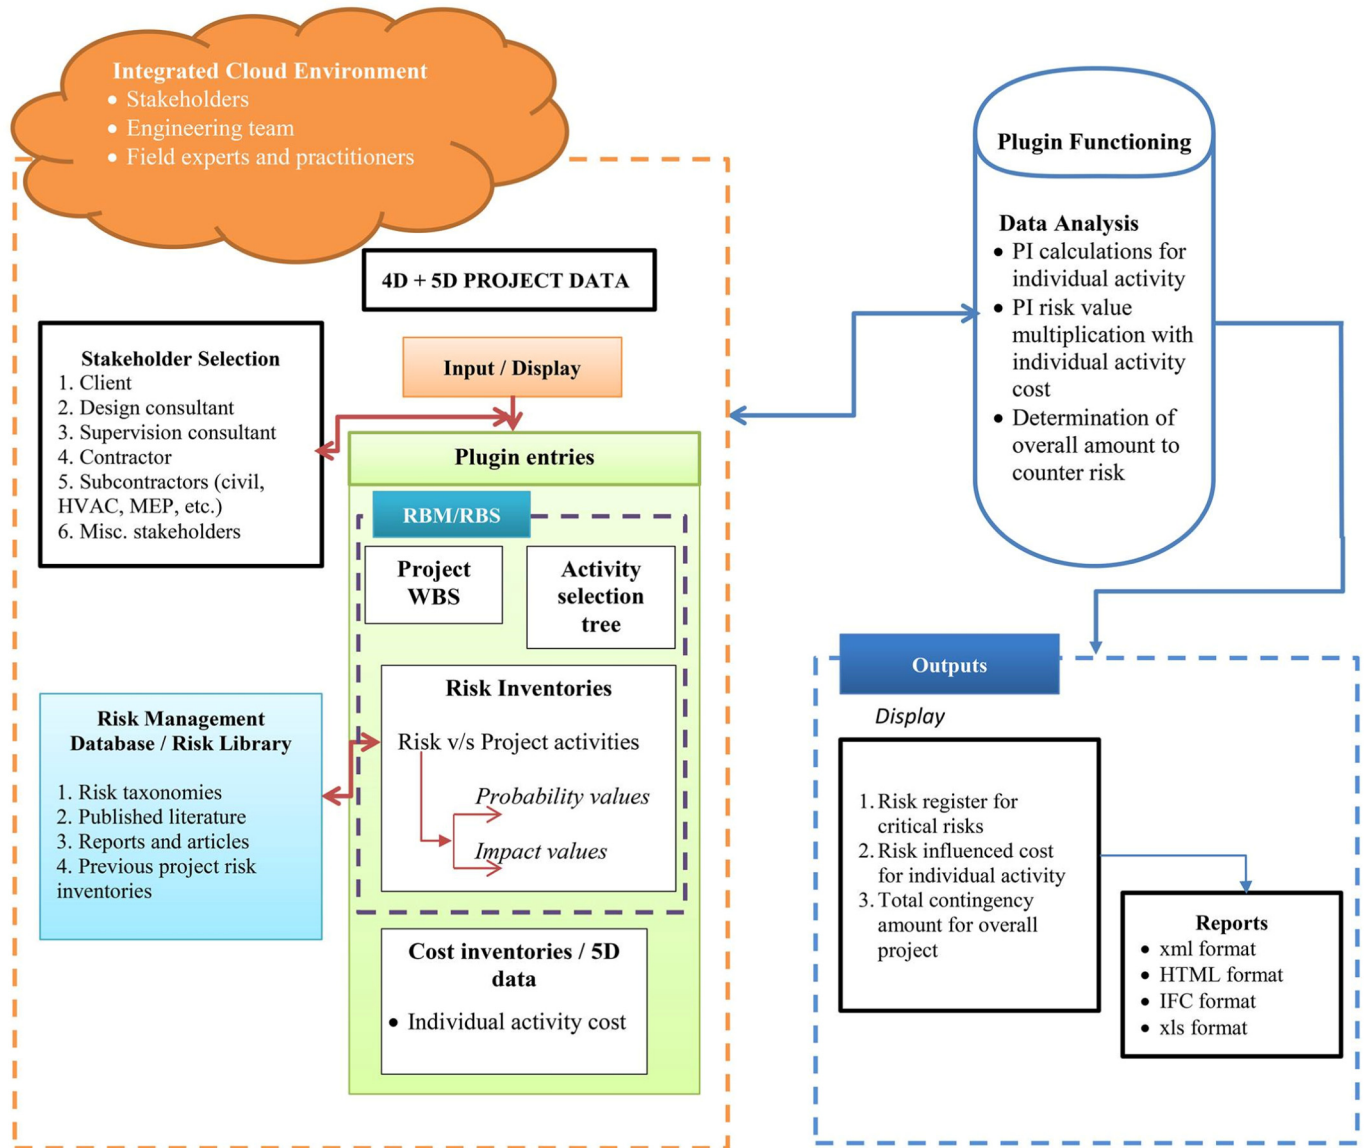 Integrated Cloud Environment
• Stakeholders
• Engineering team
• Field experts and practitioners
4D + 5D PROJECT DATA
Stakeholder Selection
1. Client
2. Design consultant
3. Supervision consultant
4. Contractor
5. Subcontractors (civil,
HVAC, MEP, etc.)
6. Misc. stakeholders
Input / Display
Plugin entries
RBM/RBS
Project
WBS
Activity
selection
tree
Risk Inventories
Risk v/s Project activities
Probability values
Impact values
Risk Management
Database / Risk Library
1. Risk taxonomies
2. Published literature
3. Reports and articles
4. Previous project risk
inventories
Cost inventories / 5D
data
• Individual activity cost
Plugin Functioning
Data Analysis
• PI calculations for
individual activity
• PI risk value
multiplication with
individual activity
cost
• Determination of
overall amount to
counter risk
Outputs
Display
1. Risk register for
critical risks
2. Risk influenced cost
for individual activity
3. Total contingency
amount for overall
project
Reports
• xml format
• HTML format
• IFC format
• xls format